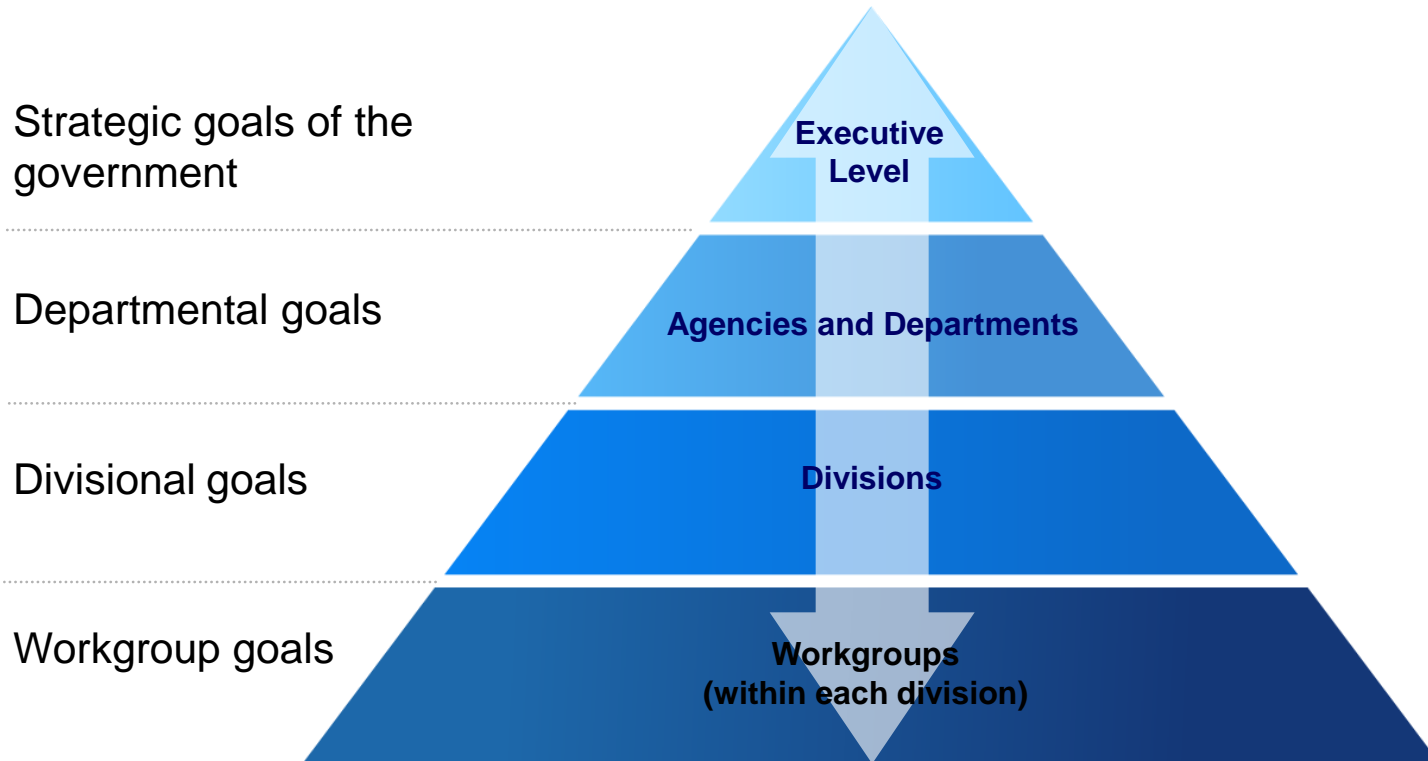 Strategic goals of the
government
Executive
Level
Departmental goals
Agencies and Departments
Divisional goals
Divisions
Workgroup goals
Workgroups
(within each division)